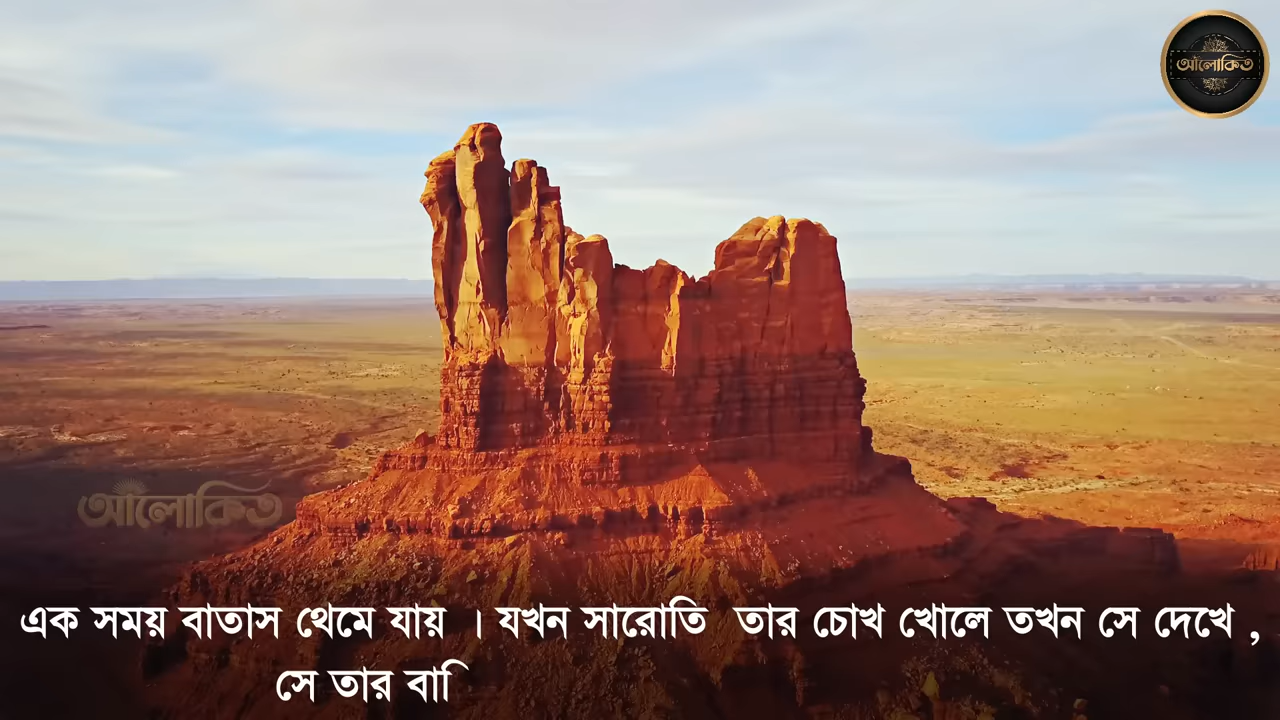 আলোকিত
আলোকিত
এক সময় বাতাস থেমে যায় । যখন সারোতি তার চোখ খোলে তখন সে দেখে ,
সে তার বাি